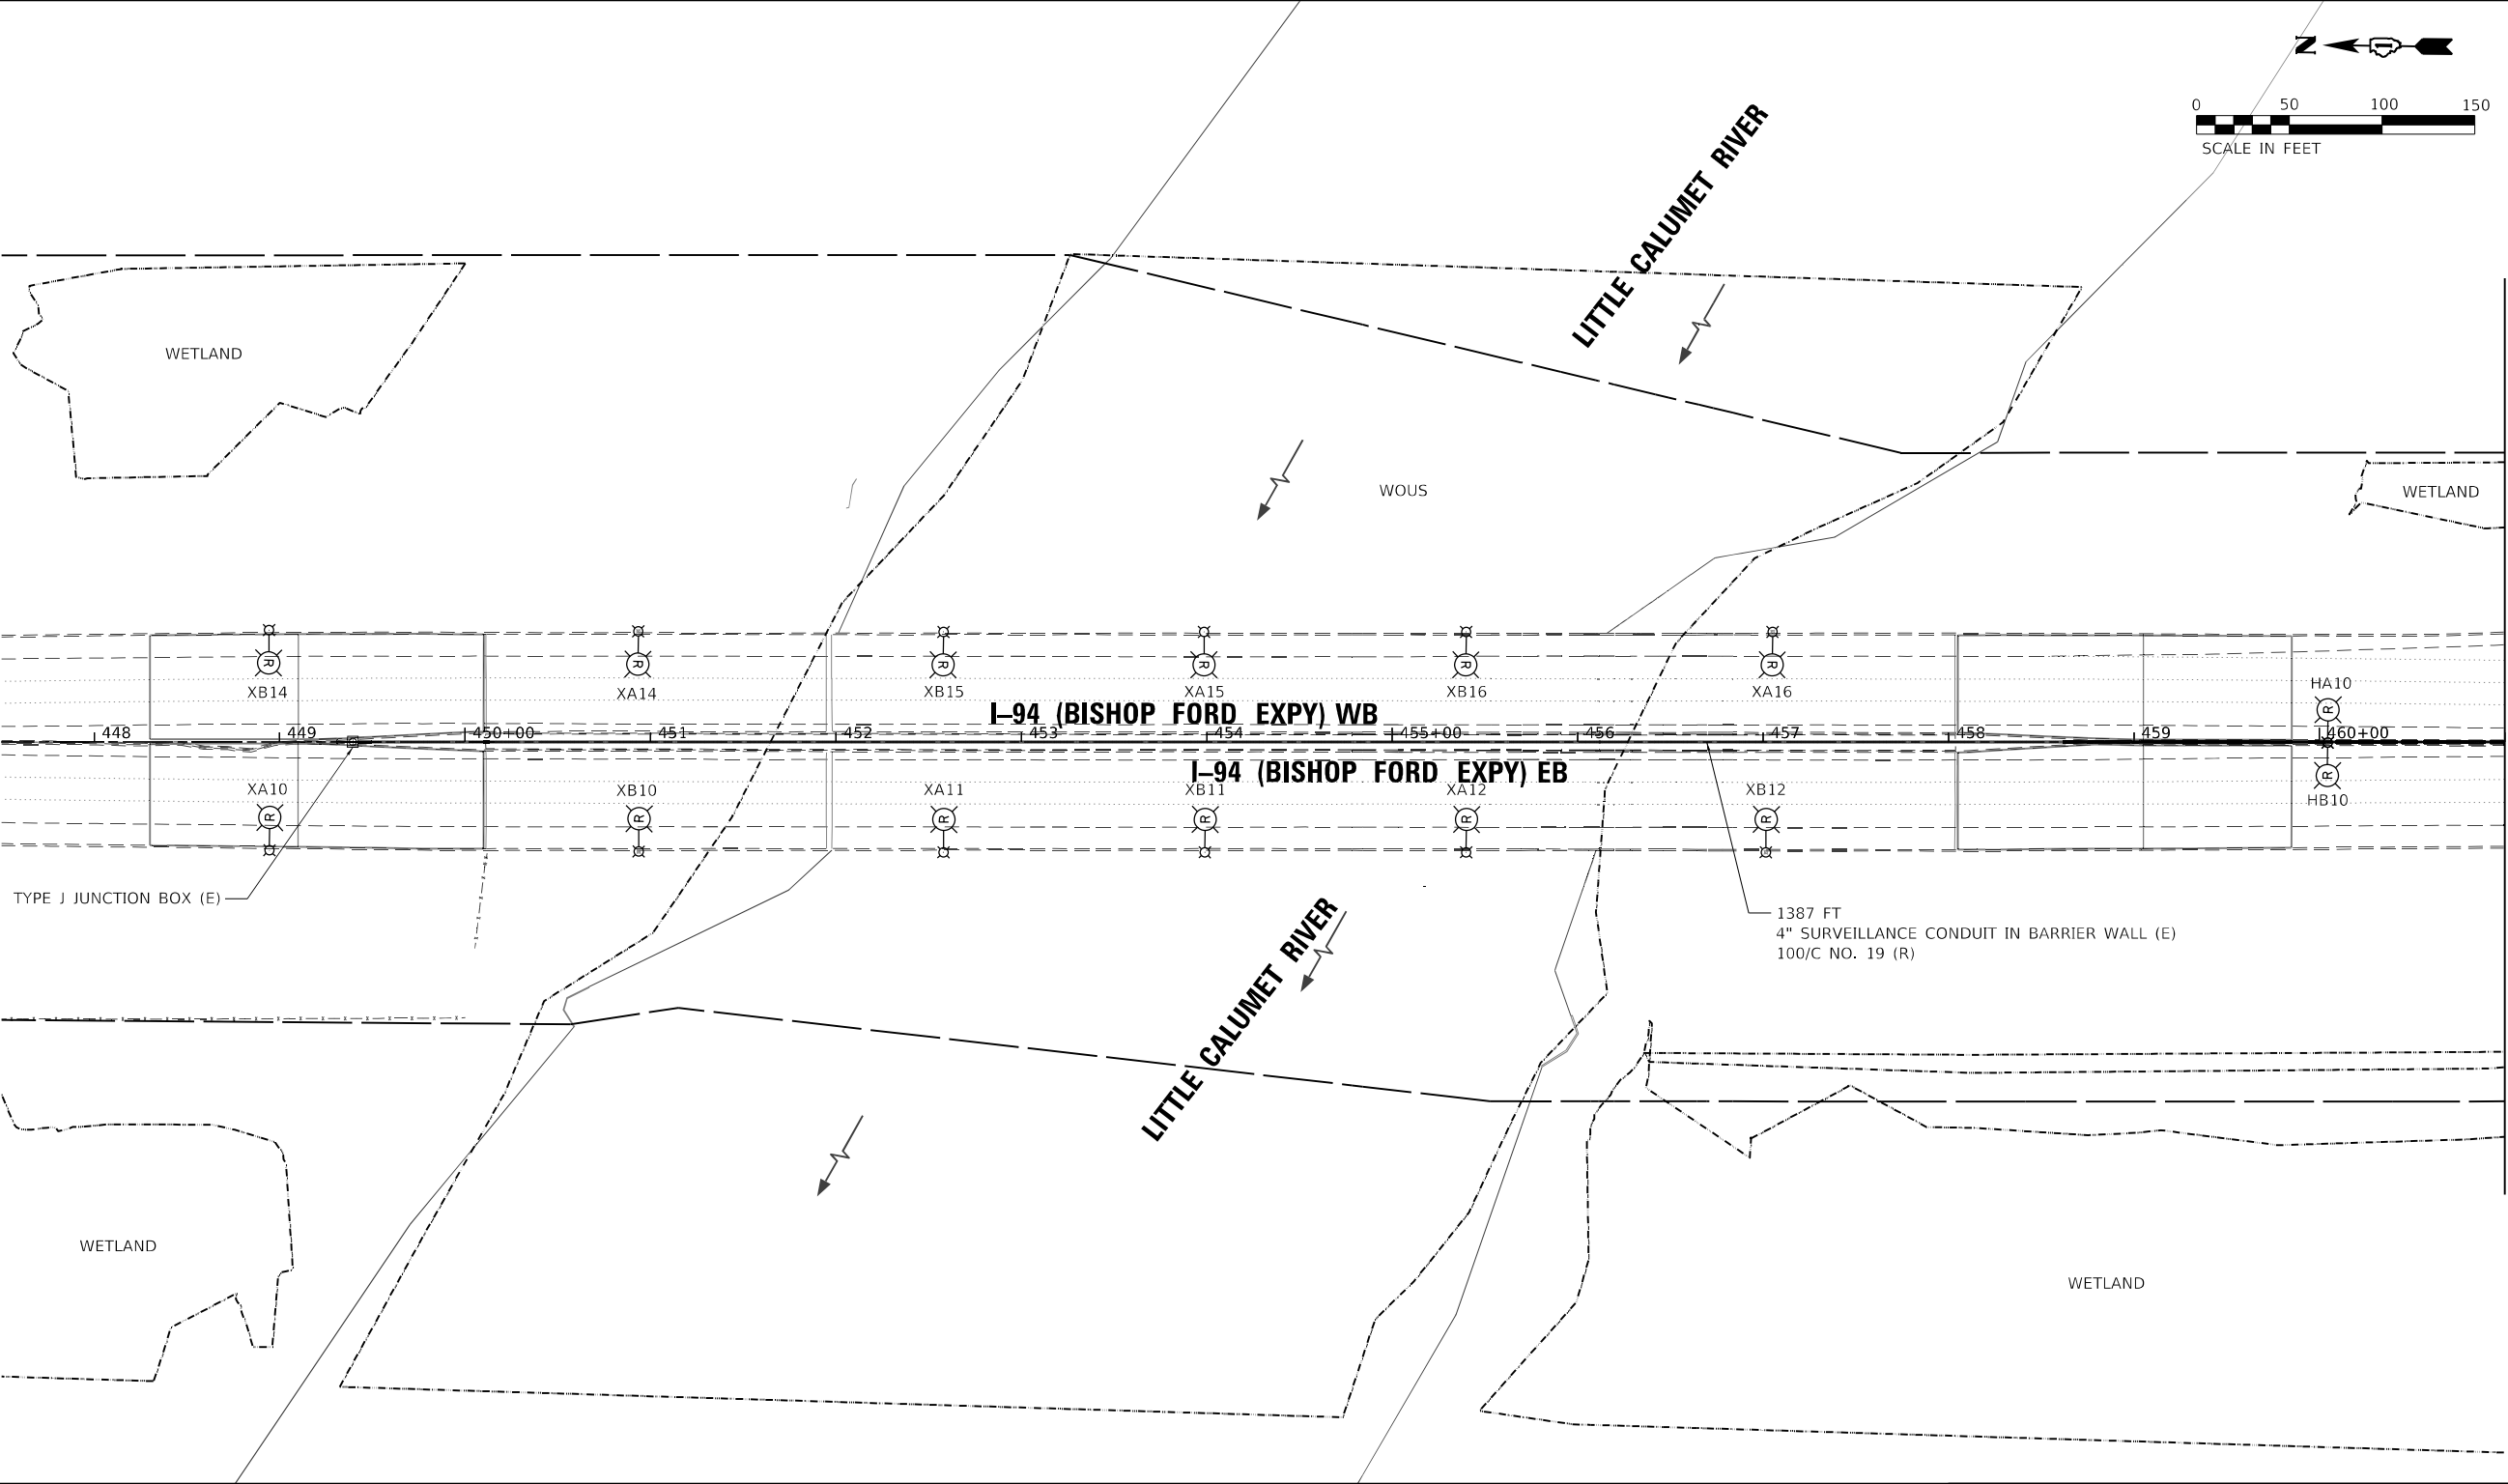 N
0 50 100 150
SCALE IN FEET
LITTLE CALUMET RIVER
WETLAND
WOUS
WETLAND
R R R R R R
XB14 XA14 XB15 XA15 XB16 XA16
HA10
R
I-94 (BISHOP FORD EXPY) WB
448 449 450+00 451 452 453 454 455+00 456 457 458 459 460+00
I-94 (BISHOP FORD EXPY) EB
XA10 XB10 XA11 XB11 XA12 XB12
R
HB10
R R R R R R
TYPE J JUNCTION BOX (E)
1387 FT
4" SURVEILLANCE CONDUIT IN BARRIER WALL (E)
100/C NO. 19 (R)
LITTLE CALUMET RIVER
WETLAND
WETLAND